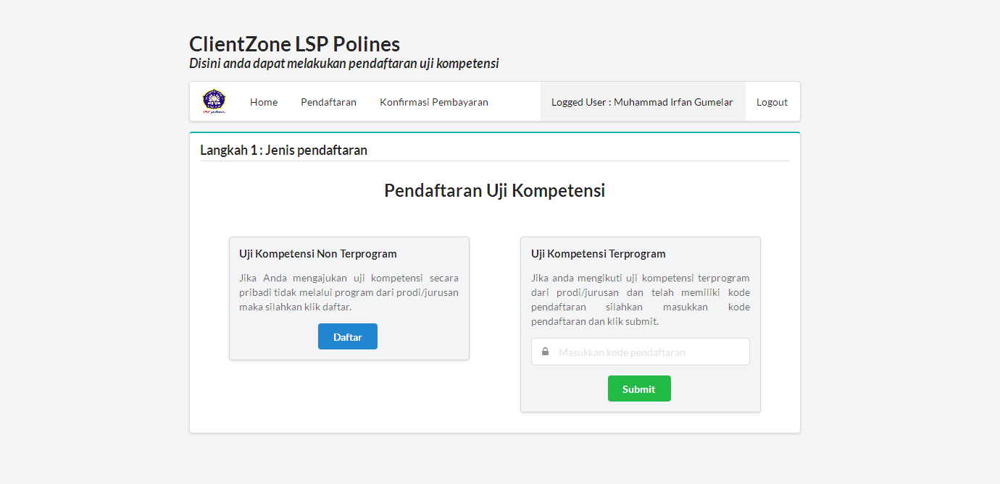 ClientZone LSP Polines
Disini anda dapat melakukan pendaftaran uji kompetensi
LSP polines
Home
Pendaftaran
Konfirmasi Pembayaran
Logged User : Muhammad Irfan Gumelar
Logout
Langkah 1 : Jenis pendaftaran
Pendaftaran Uji Kompetensi
Uji Kompetensi Non Terprogram
Jika Anda mengajukan uji kompetensi secara
pribadi tidak melalui program dari prodi/jurusan
maka silahkan klik daftar.
Daftar
Uji Kompetensi Terprogram
Jika anda mengikuti uji kompetensi terprogram
dari prodi/jurusan dan telah memiliki kode
pendaftaran silahkan masukkan kode
pendaftaran dan klik submit.
Masukkan kode pendaftaran
Submit